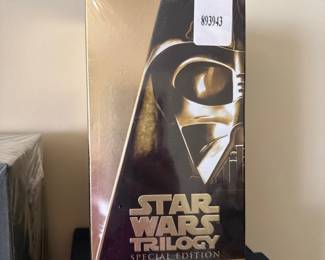 893943
STAR
WARS
TRILOGY
SPECIAL EDITION